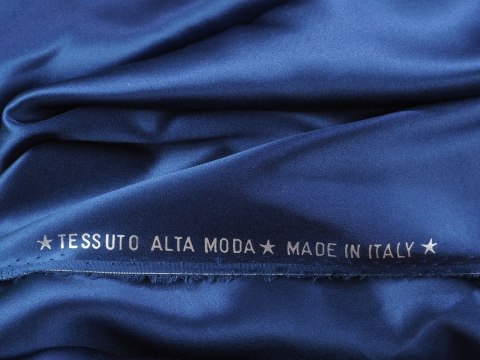 ★TESSUTO ALTA MODA★ MADE IN ITALY ★